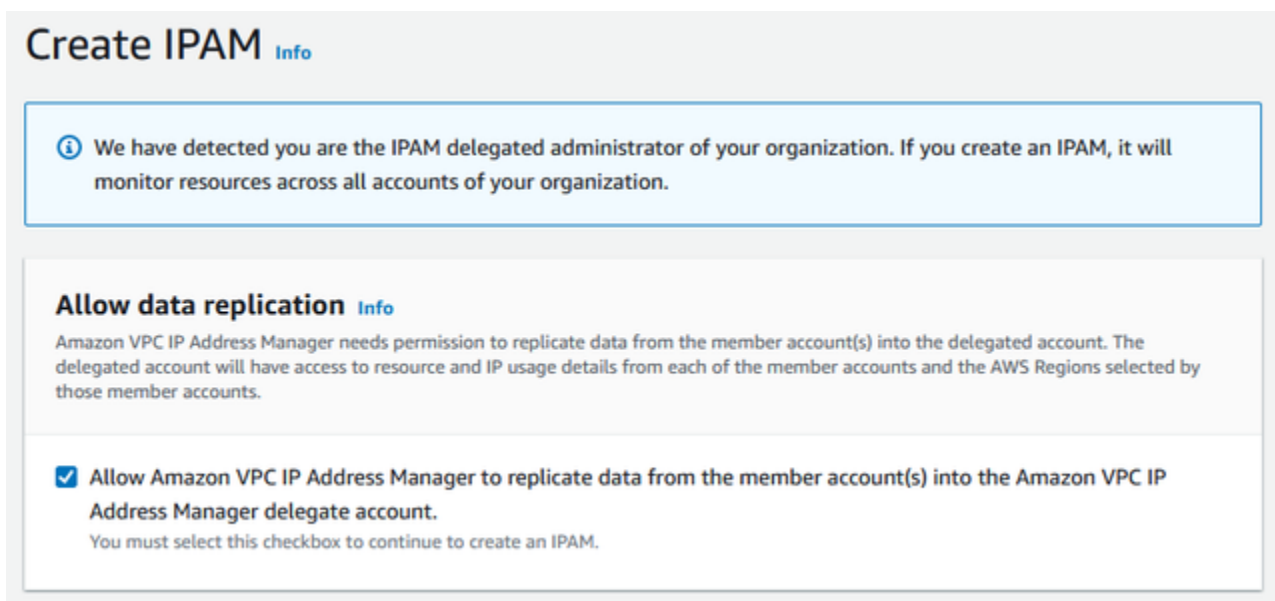 Create IPAM Info
We have detected you are the IPAM delegated administrator of your organization. If you create an IPAM, it will
monitor resources across all accounts of your organization.
Allow data replication Info
Amazon VPC IP Address Manager needs permission to replicate data from the member account(s) into the delegated account. The
delegated account will have access to resource and IP usage details from each of the member accounts and the AWS Regions selected by
those member accounts.
Allow Amazon VPC IP Address Manager to replicate data from the member account(s) into the Amazon VPC IP
Address Manager delegate account.
You must select this checkbox to continue to create an IPAM.